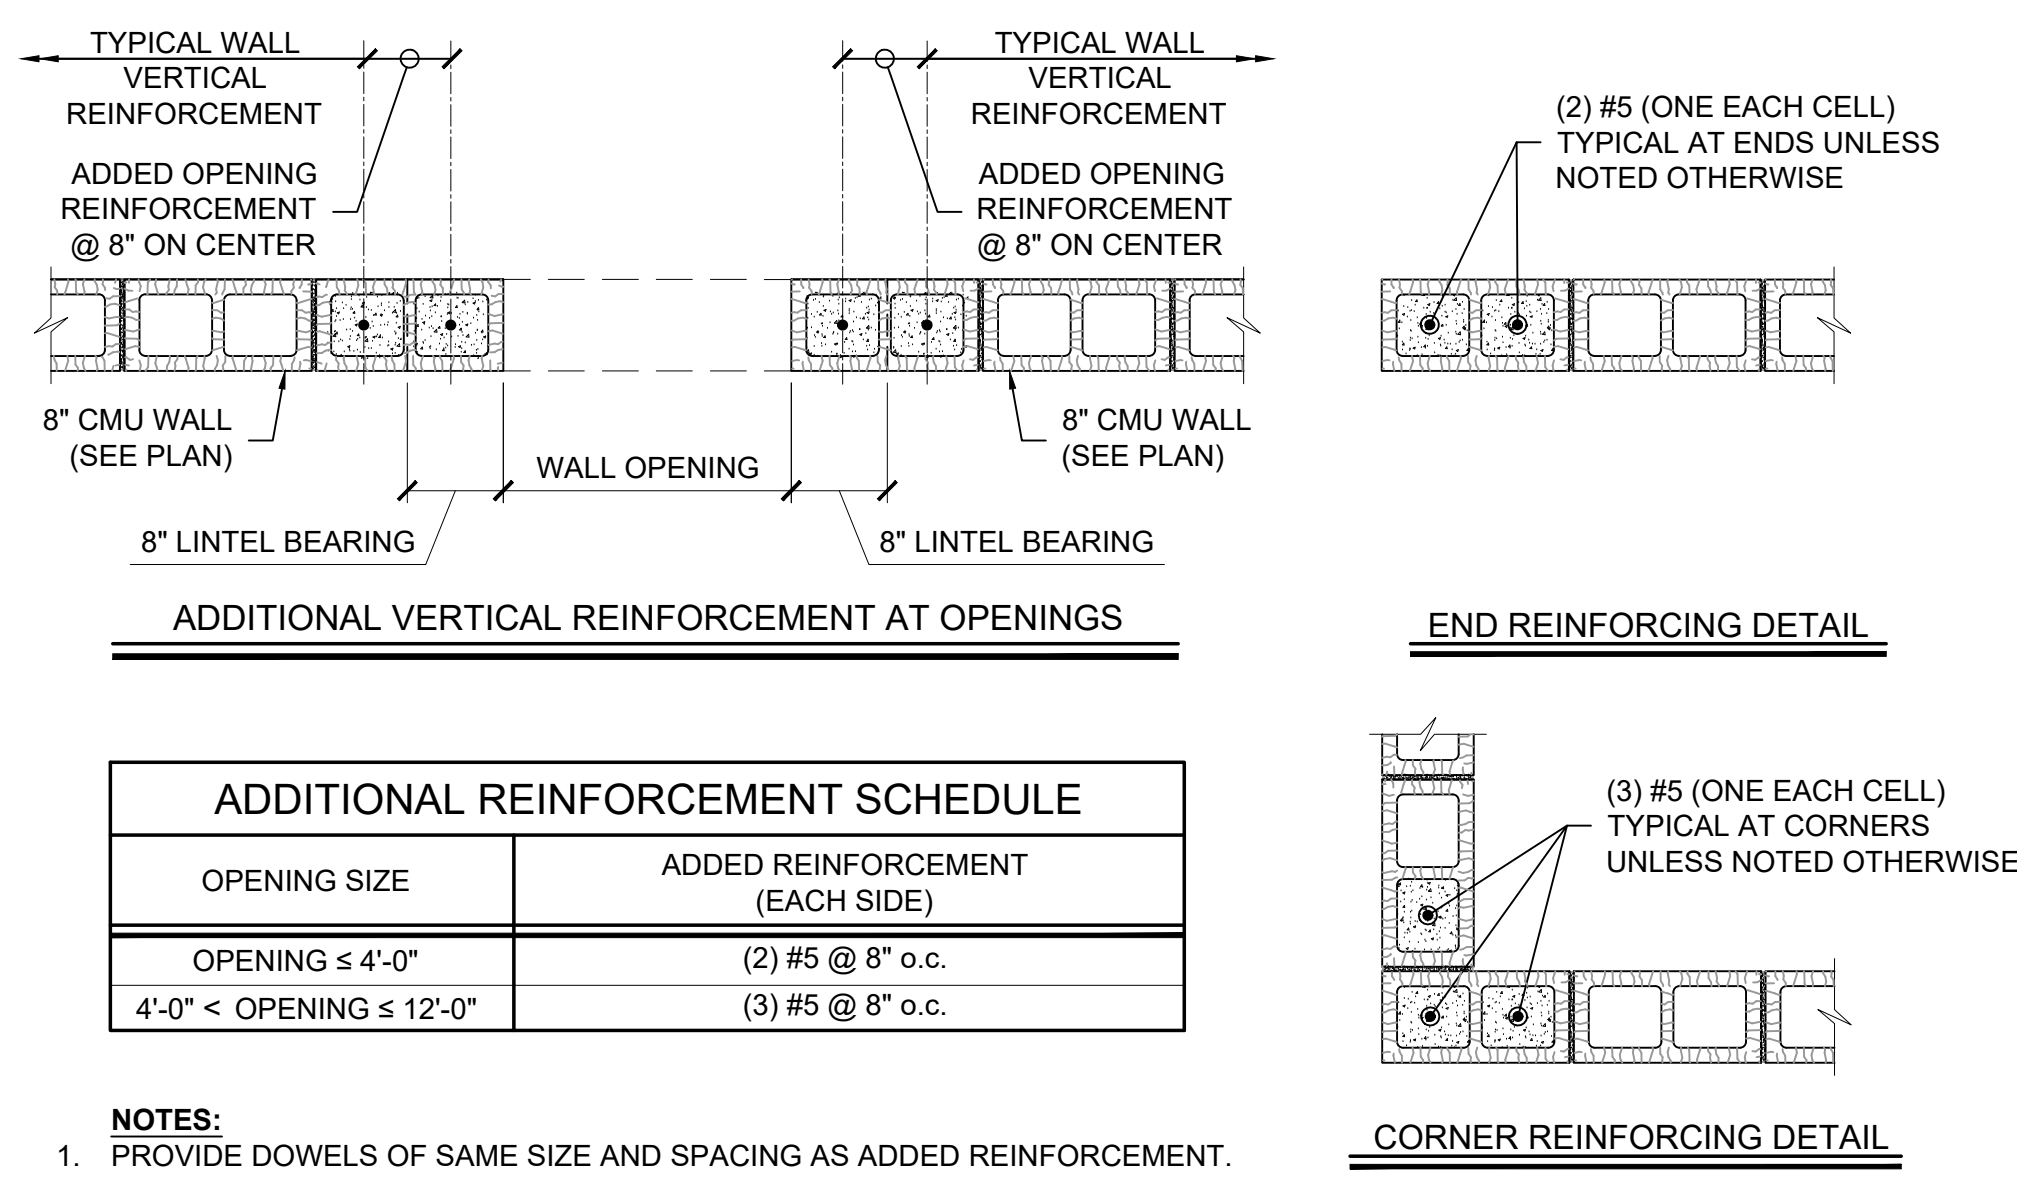 TYPICAL WALL
VERTICAL
REINFORCEMENT
ADDED OPENING
REINFORCEMENT
@ 8" ON CENTER
TYPICAL WALL
VERTICAL
REINFORCEMENT
ADDED OPENING
REINFORCEMENT
@ 8" ON CENTER
8" CMU WALL
(SEE PLAN)
WALL OPENING
8" CMU WALL
(SEE PLAN)
8" LINTEL BEARING
8" LINTEL BEARING
ADDITIONAL VERTICAL REINFORCEMENT AT OPENINGS
(2) #5 (ONE EACH CELL)
TYPICAL AT ENDS UNLESS
NOTED OTHERWISE
END REINFORCING DETAIL
ADDITIONAL REINFORCEMENT SCHEDULE
OPENING SIZE
ADDED REINFORCEMENT
(EACH SIDE)
OPENING ≤ 4'-0"
(2) #5 @ 8" o.c.
4'-0" < OPENING ≤ 12'-0"
(3) #5 @ 8" o.c.
(3) #5 (ONE EACH CELL)
TYPICAL AT CORNERS
UNLESS NOTED OTHERWISE
CORNER REINFORCING DETAIL
NOTES:
1. PROVIDE DOWELS OF SAME SIZE AND SPACING AS ADDED REINFORCEMENT.